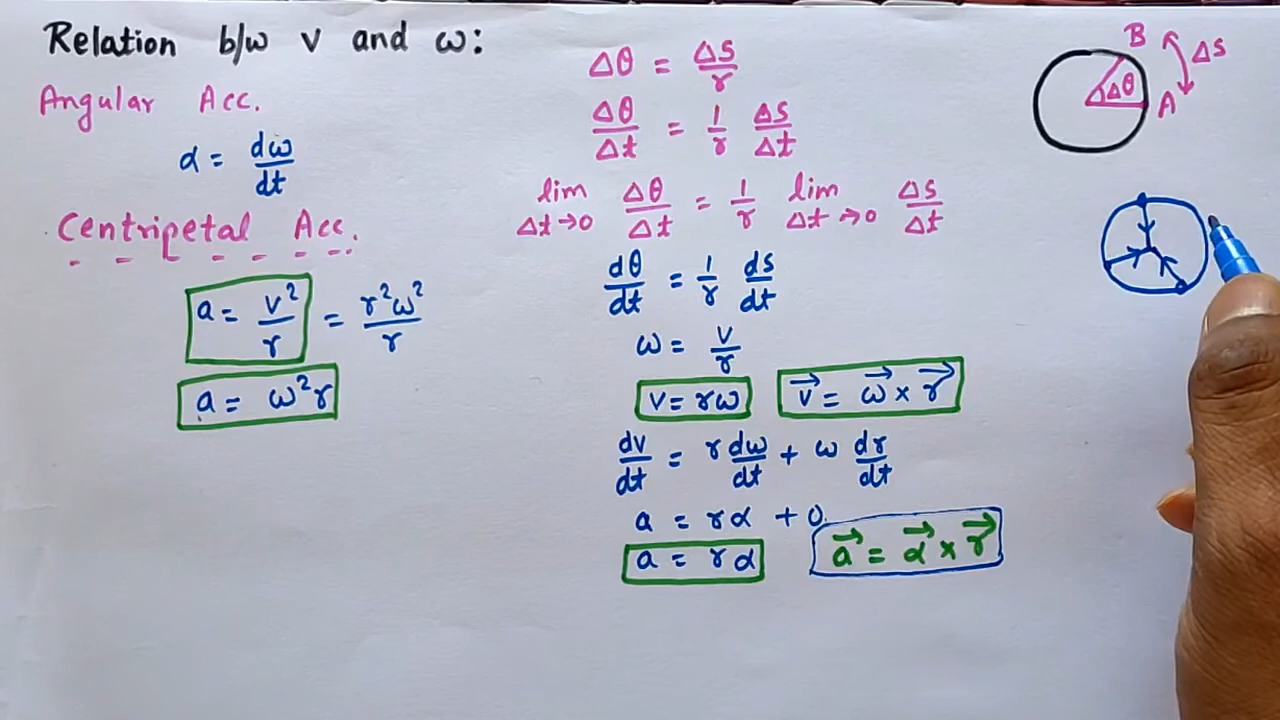 Relation b/w v and ω:
Angular Acc.
α = dω/dt
Centripetal Acc.
a = v²/r = r²ω²/r
a = ω²r
Δθ = Δs/r
Δθ/Δt = 1/r Δs/Δt
lim Δt→0 Δθ/Δt = 1/r lim Δt→0 Δs/Δt
dθ/dt = 1/r ds/dt
ω = v/r
v = rω
v⃗ = ω⃗ × r⃗
dv/dt = r dω/dt + ω dr/dt
a = rα + 0
a = rα
a⃗ = α⃗ × r⃗
B
Δs
Δθ
A